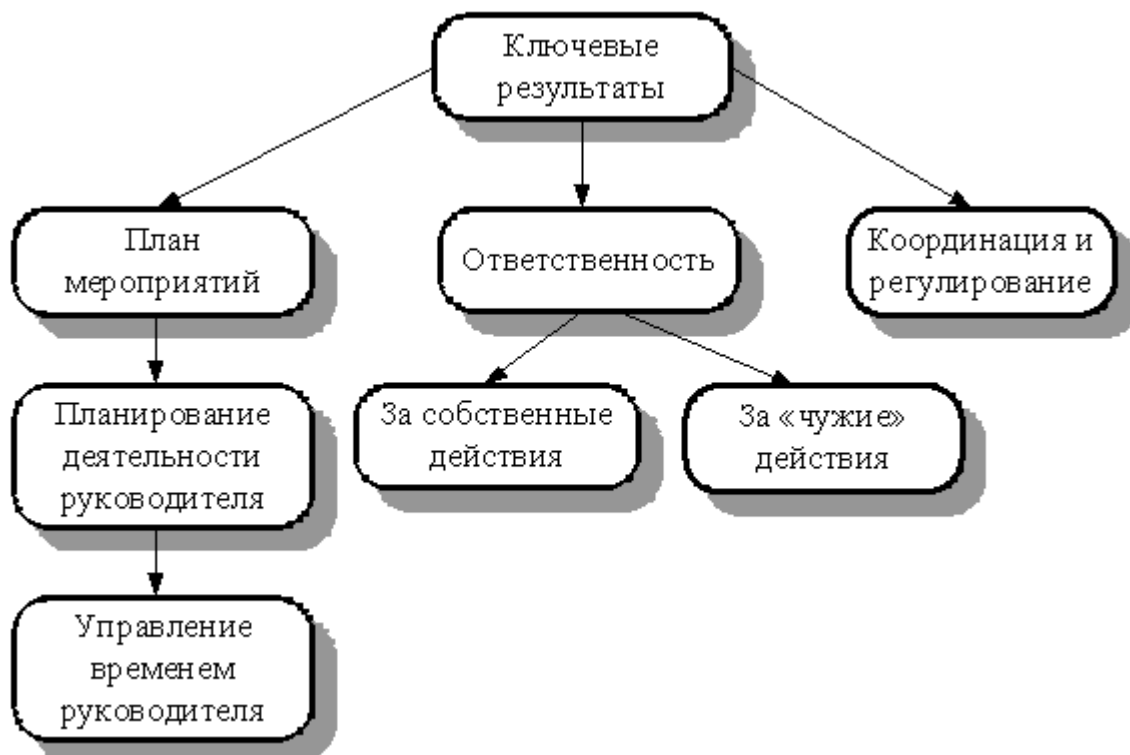 Ключевые
результаты
План
мероприятий
Ответственность
Координация и
регулирование
Планирование
деятельности
руководителя
За собственные
действия
За «чужие»
действия
Управление
временем
руководителя